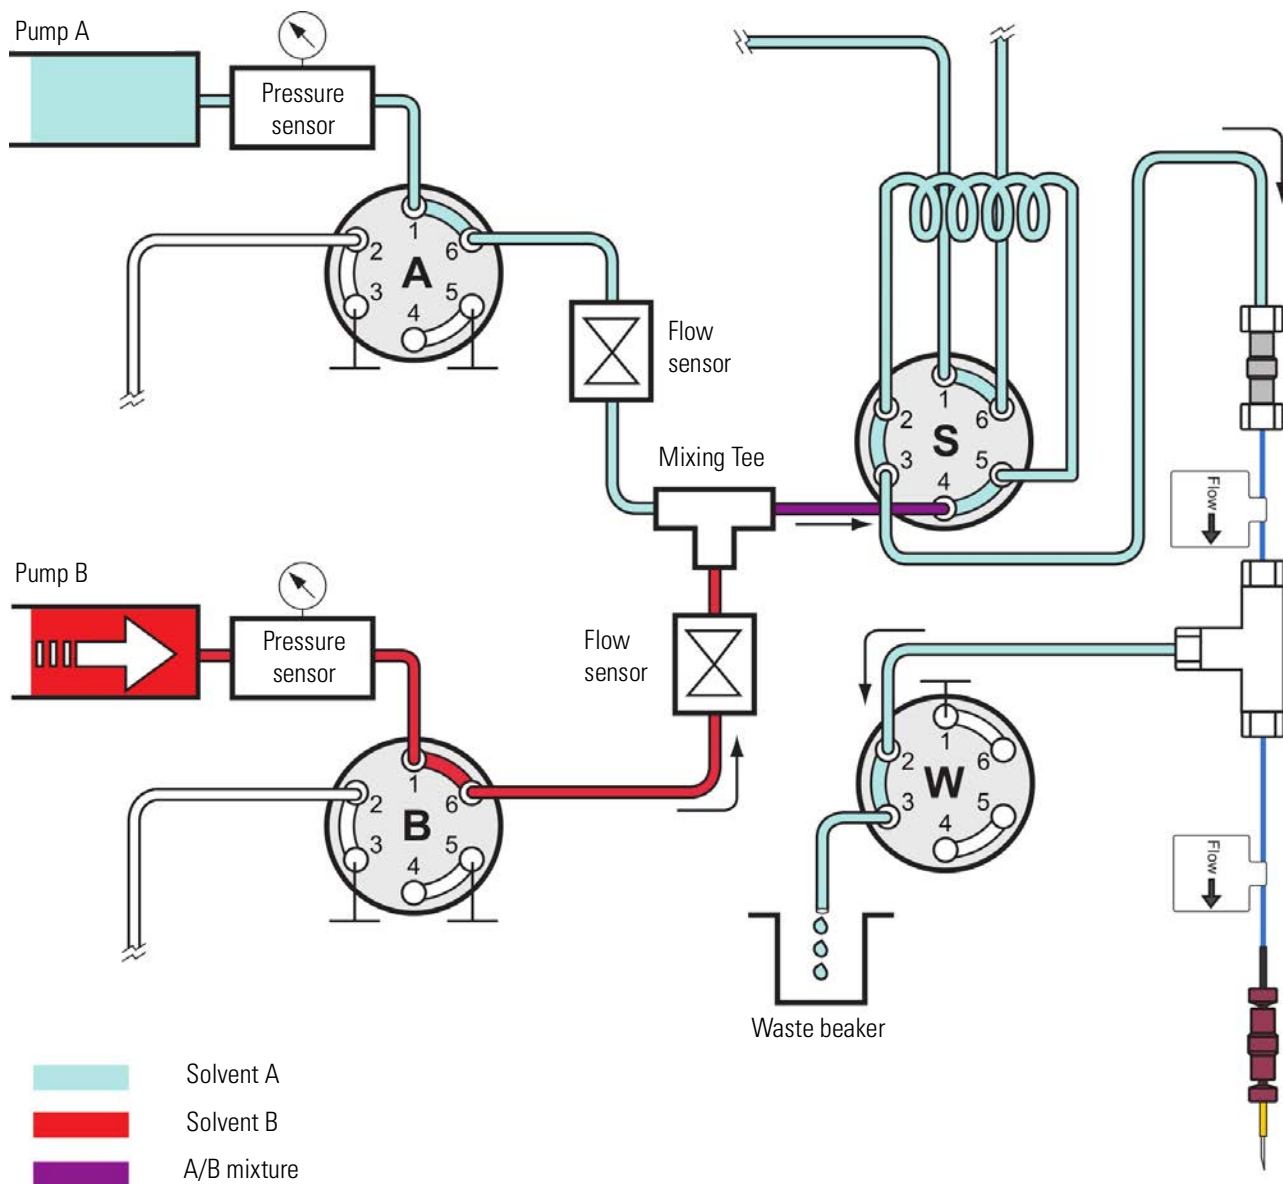 Pump A
Pressure
sensor
1
2
6
A
3
5
4
Flow
sensor
1
2
6
S
3
5
4
Mixing Tee
Flow
Pump B
Pressure
sensor
Flow
sensor
1
2
6
B
3
5
4
1
2
6
W
3
5
4
Flow
Waste beaker
Solvent A
Solvent B
A/B mixture